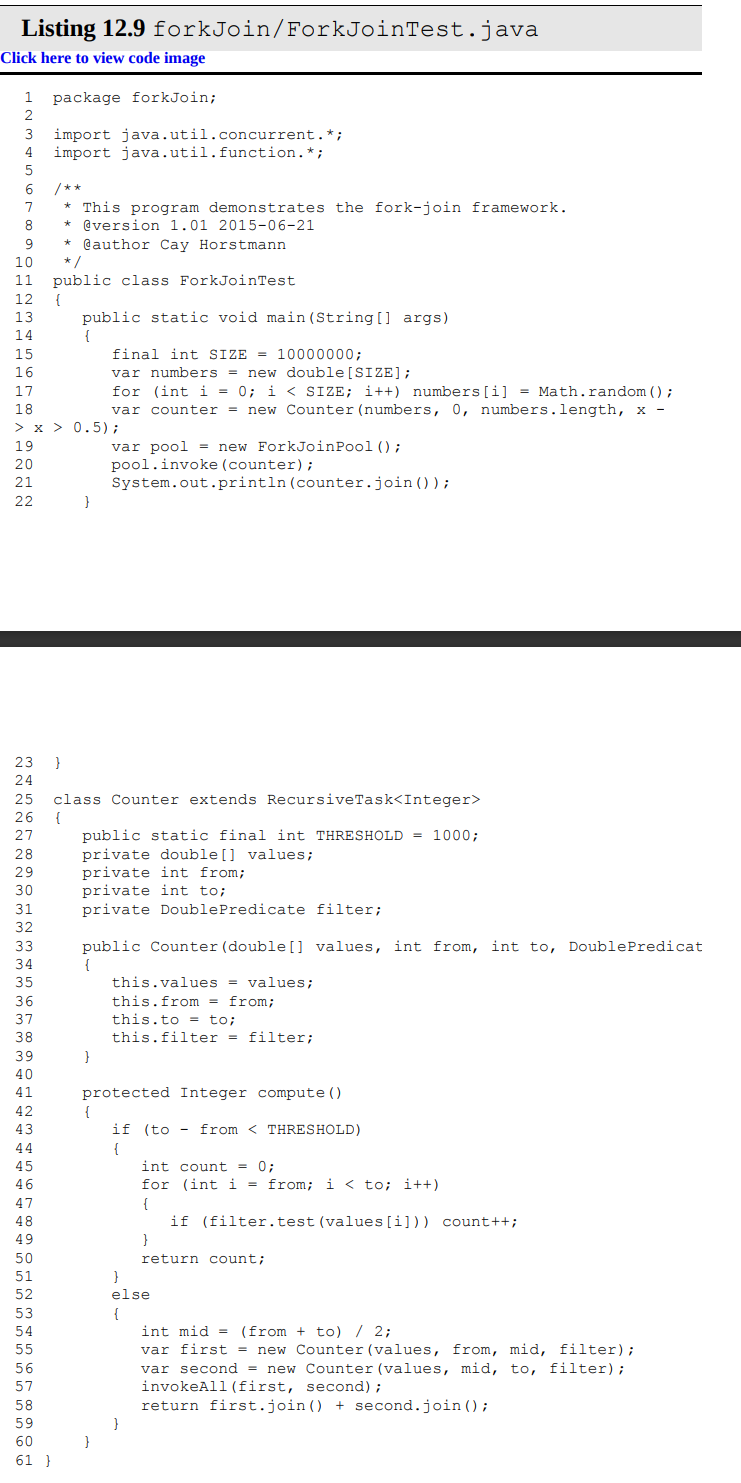 Listing 12.9 forkJoin/ForkJoinTest.java
Click here to view code image
1 package forkJoin;
2
3 import java.util.concurrent.*;
4 import java.util.function.*;
5
6 /**
7  * This program demonstrates the fork-join framework.
8  * @version 1.01 2015-06-21
9  * @author Cay Horstmann
10  */
11 public class ForkJoinTest
12 {
13    public static void main(String[] args)
14    {
15       final int SIZE = 10000000;
16       var numbers = new double[SIZE];
17       for (int i = 0; i < SIZE; i++) numbers[i] = Math.random();
18       var counter = new Counter(numbers, 0, numbers.length, x -
> x > 0.5);
19       var pool = new ForkJoinPool();
20       pool.invoke(counter);
21       System.out.println(counter.join());
22    }
23 }
24
25 class Counter extends RecursiveTask<Integer>
26 {
27    public static final int THRESHOLD = 1000;
28    private double[] values;
29    private int from;
30    private int to;
31    private DoublePredicate filter;
32
33    public Counter(double[] values, int from, int to, DoublePredicat
34    {
35       this.values = values;
36       this.from = from;
37       this.to = to;
38       this.filter = filter;
39    }
40
41    protected Integer compute()
42    {
43       if (to - from < THRESHOLD)
44       {
45          int count = 0;
46          for (int i = from; i < to; i++)
47          {
48             if (filter.test(values[i])) count++;
49          }
50          return count;
51       }
52       else
53       {
54          int mid = (from + to) / 2;
55          var first = new Counter(values, from, mid, filter);
56          var second = new Counter(values, mid, to, filter);
57          invokeAll(first, second);
58          return first.join() + second.join();
59       }
60    }
61 }